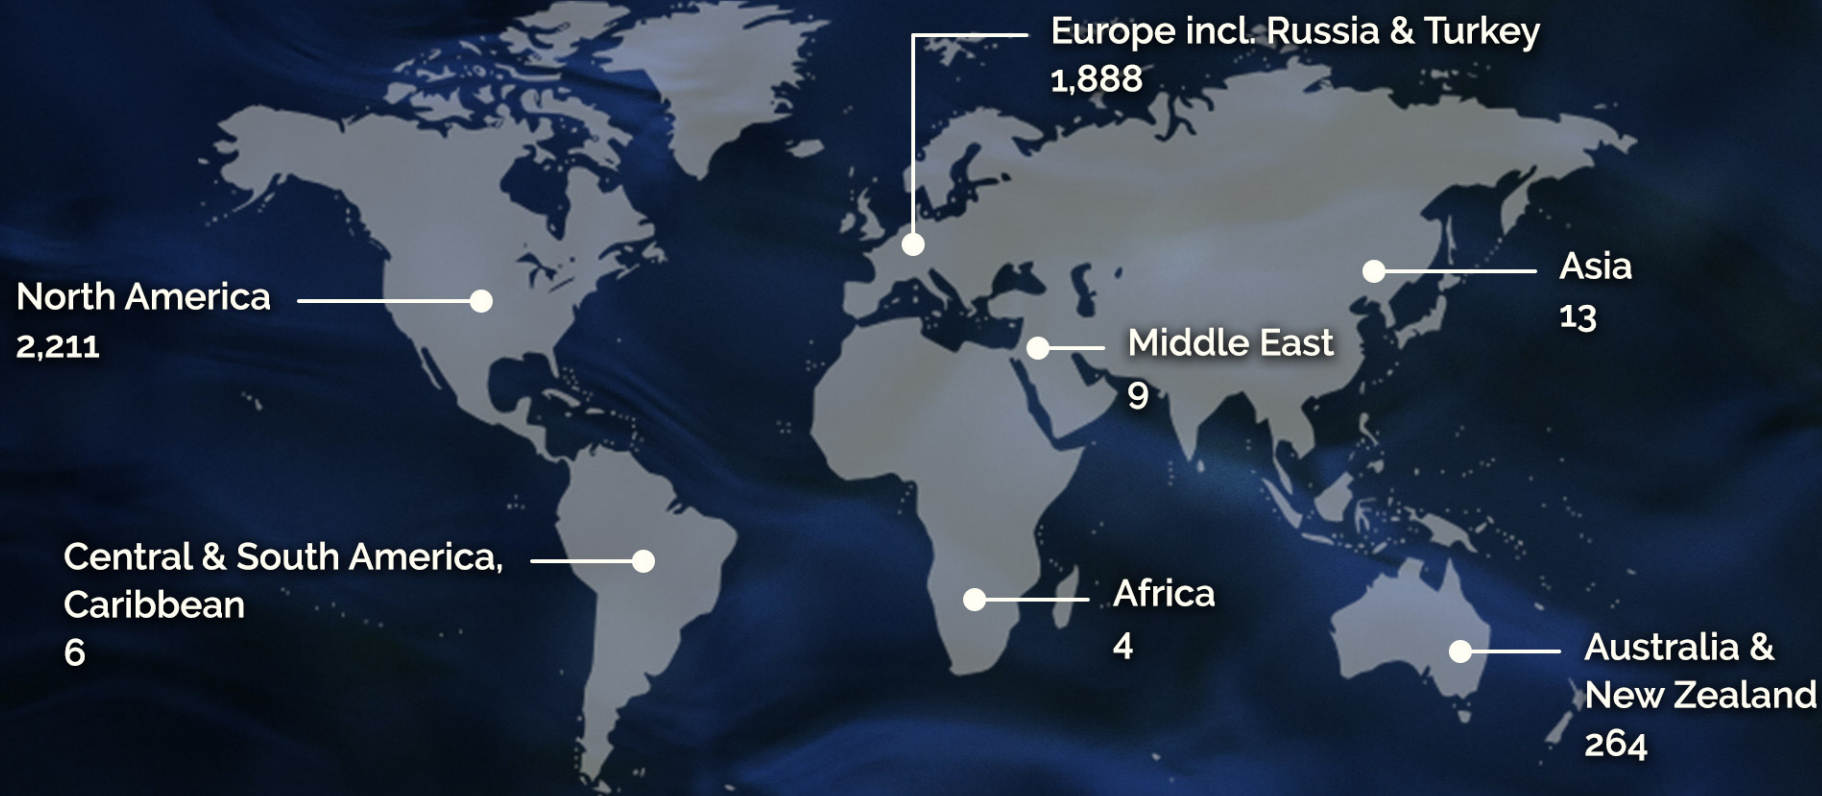 Europe incl. Russia & Turkey
1,888
North America
2,211
Asia
13
Middle East
9
Central & South America,
Caribbean
6
Africa
4
Australia &
New Zealand
264